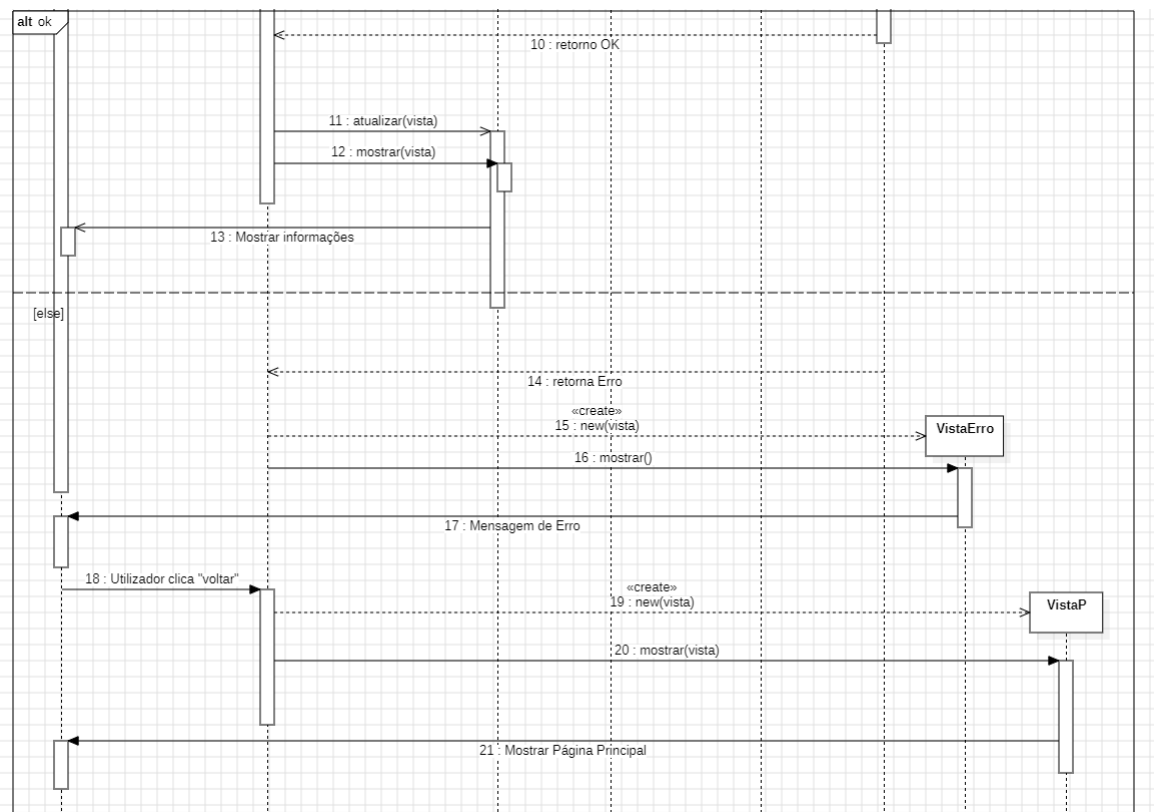 alt ok
10 : retorno OK
11 : atualizar(vista)
12 : mostrar(vista)
13 : Mostrar informações
[else]
14 : retorna Erro
«create»
15 : new(vista)
VistaErro
16 : mostrar()
17 : Mensagem de Erro
18 : Utilizador clica "voltar"
«create»
19 : new(vista)
VistaP
20 : mostrar(vista)
21 : Mostrar Página Principal